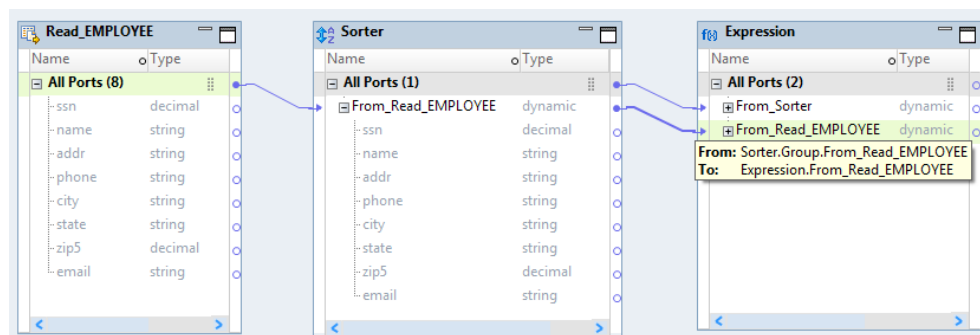 Read_EMPLOYEE
Name Type
All Ports (8)
ssn decimal
name string
addr string
phone string
city string
state string
zip5 decimal
email string
Sorter
Name Type
All Ports (1)
From_Read_EMPLOYEE dynamic
ssn decimal
name string
addr string
phone string
city string
state string
zip5 decimal
email string
f(x) Expression
Name Type
All Ports (2)
From_Sorter dynamic
From_Read_EMPLOYEE dynamic
From: Sorter.Group.From_Read_EMPLOYEE
To: Expression.From_Read_EMPLOYEE